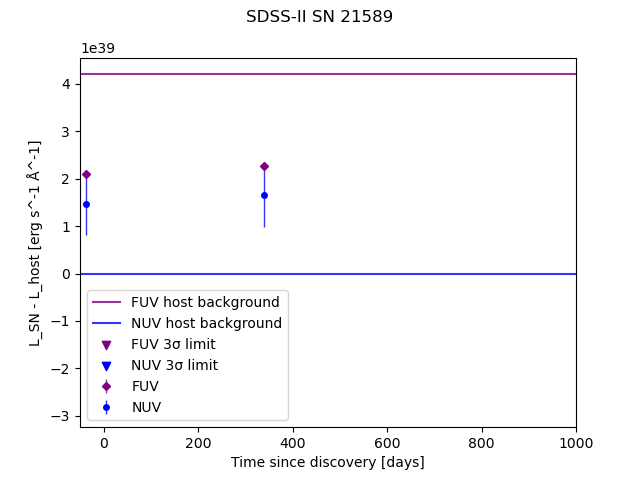 SDSS-II SN 21589
1e39
4
3
2
1
0
−1
−2
−3
L_SN - L_host [erg s^-1 Å^-1]
FUV host background
NUV host background
FUV 3σ limit
NUV 3σ limit
FUV
NUV
0 200 400 600 800 1000
Time since discovery [days]